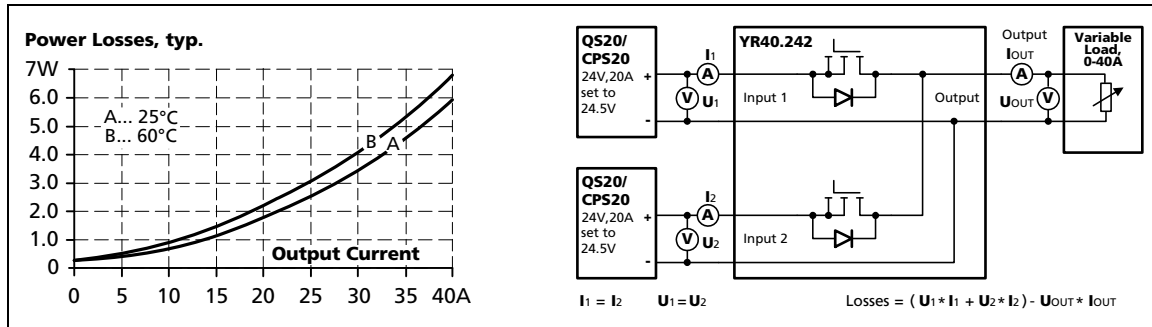 Power Losses, typ.
7W
6.0
5.0
4.0
3.0
2.0
1.0
0
A... 25°C
B... 60°C
B
A
Output Current
0 5 10 15 20 25 30 35 40A
QS20/
CPS20
24V,20A
set to
24.5V
+
-
I1
A
V
U1
YR40.242
Input 1
Output
Output
IOUT
A
UOUT
V
Variable
Load,
0-40A
QS20/
CPS20
24V,20A
set to
24.5V
+
-
I2
A
V
U2
Input 2
I1 = I2 U1 = U2
Losses = ( U1 * I1 + U2 * I2 ) - UOUT * IOUT